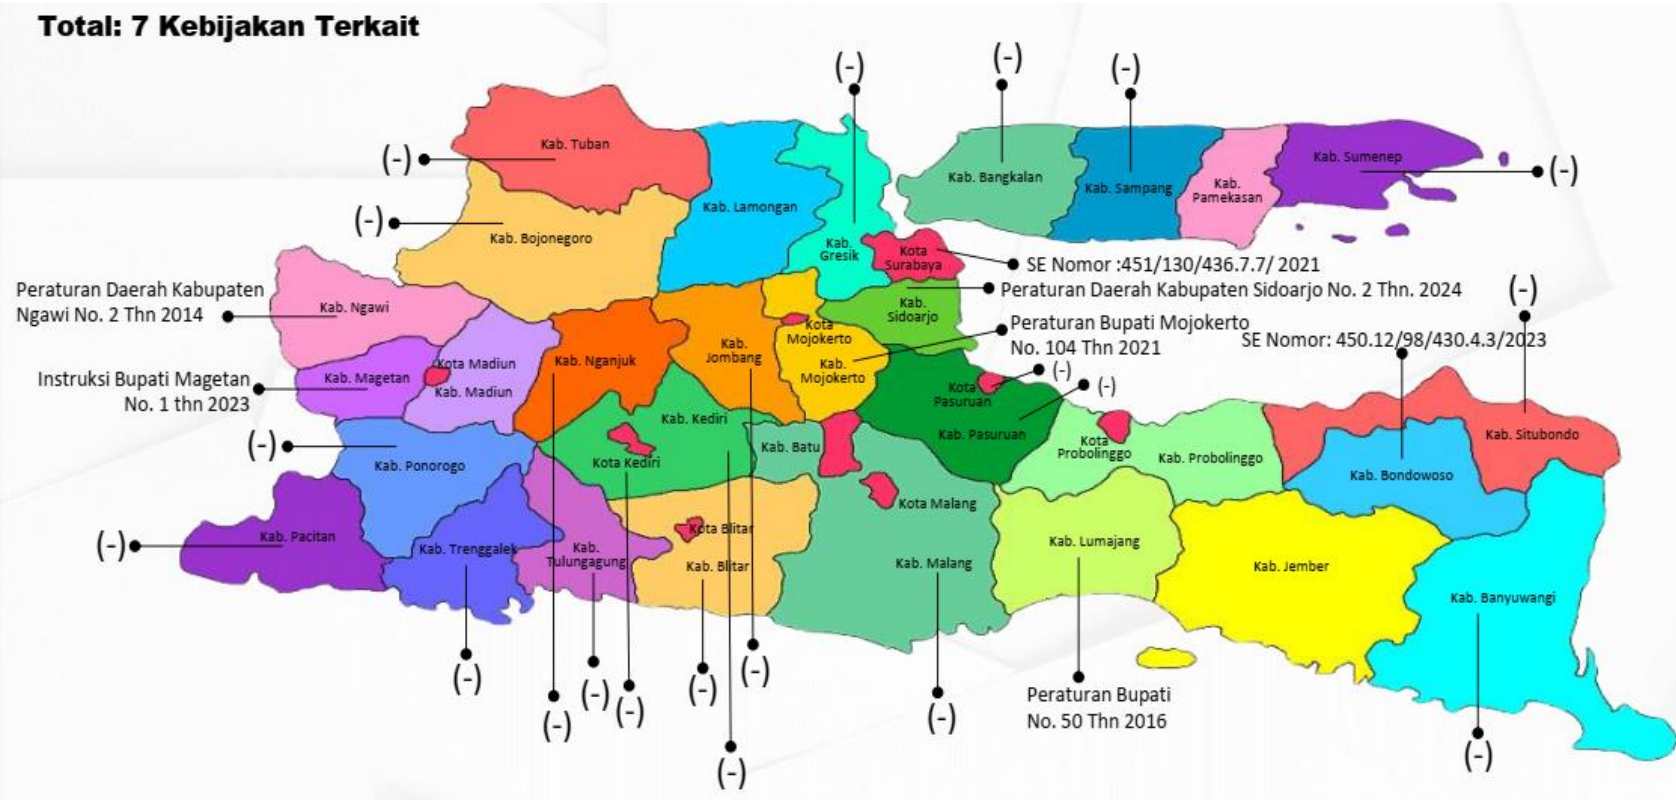 Total: 7 Kebijakan Terkait
(-)
(-)
(-)
Kab. Tuban
(-)
Kab. Bangkalan
Kab. Sampang
Kab.
Pamekasan
Kab. Sumenep
(-)
Kab. Lamongan
(-)
Kab. Bojonegoro
Kab.
Gresik
Kota
Surabaya
SE Nomor :451/130/436.7.7/ 2021
Peraturan Daerah Kabupaten
Ngawi No. 2 Thn 2014
Kab. Ngawi
Kab.
Sidoarjo
Peraturan Daerah Kabupaten Sidoarjo No. 2 Thn. 2024
(-)
Kota
Mojokerto
Peraturan Bupati Mojokerto
No. 104 Thn 2021
SE Nomor: 450.12/98/430.4.3/2023
Instruksi Bupati Magetan
No. 1 thn 2023
Kab. Magetan
Kota Madiun
Kab. Madiun
Kab. Nganjuk
Kab.
Jombang
Kab.
Mojokerto
Kota
Pasuruan
(-)
(-)
(-)
Kab. Ponorogo
Kab. Kediri
Kota Kediri
Kab. Batu
Kab. Pasuruan
Kota
Probolinggo
Kab. Probolinggo
Kab. Situbondo
Kab. Bondowoso
(-)
Kab. Pacitan
Kab. Trenggalek
Kab.
Tulungagung
Kota Blitar
Kab. Blitar
Kota Malang
Kab. Malang
Kab. Lumajang
Kab. Jember
Kab. Banyuwangi
(-)
(-)
(-)
(-)
(-)
(-)
(-)
(-)
Peraturan Bupati
No. 50 Thn 2016
(-)